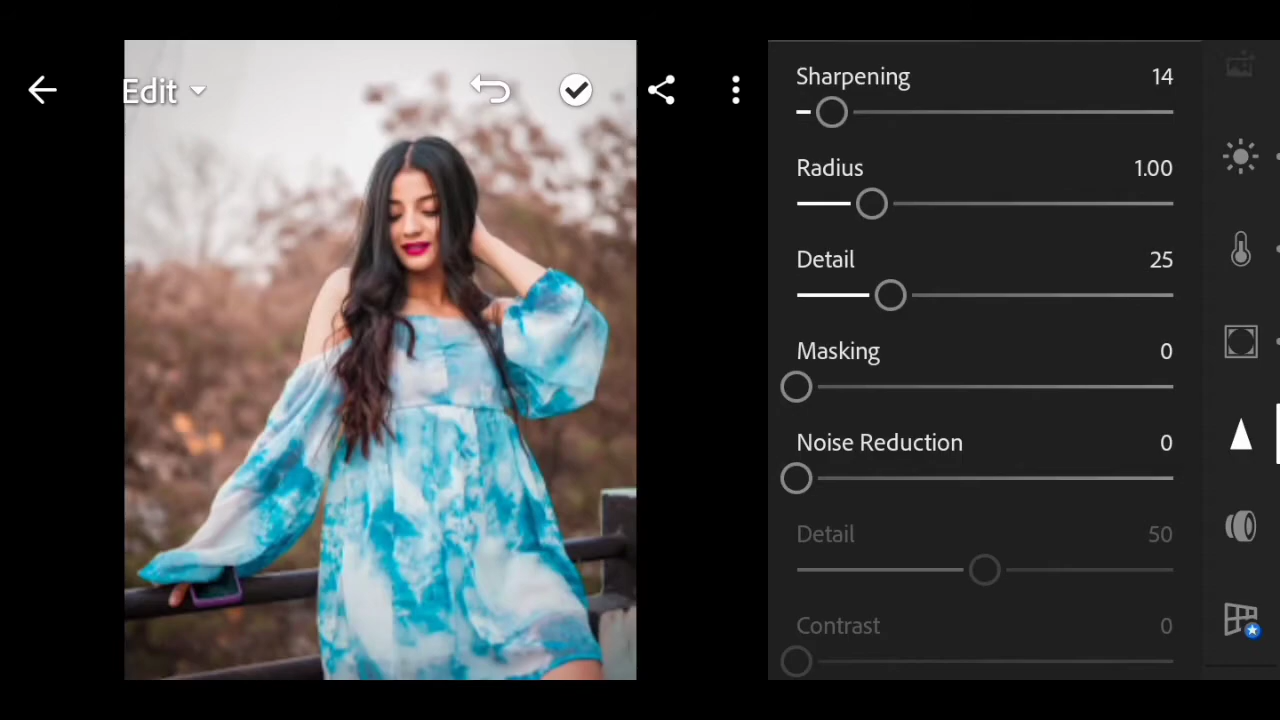 Edit
Sharpening 14
Radius 1.00
Detail 25
Masking 0
Noise Reduction 0
Detail 50
Contrast 0